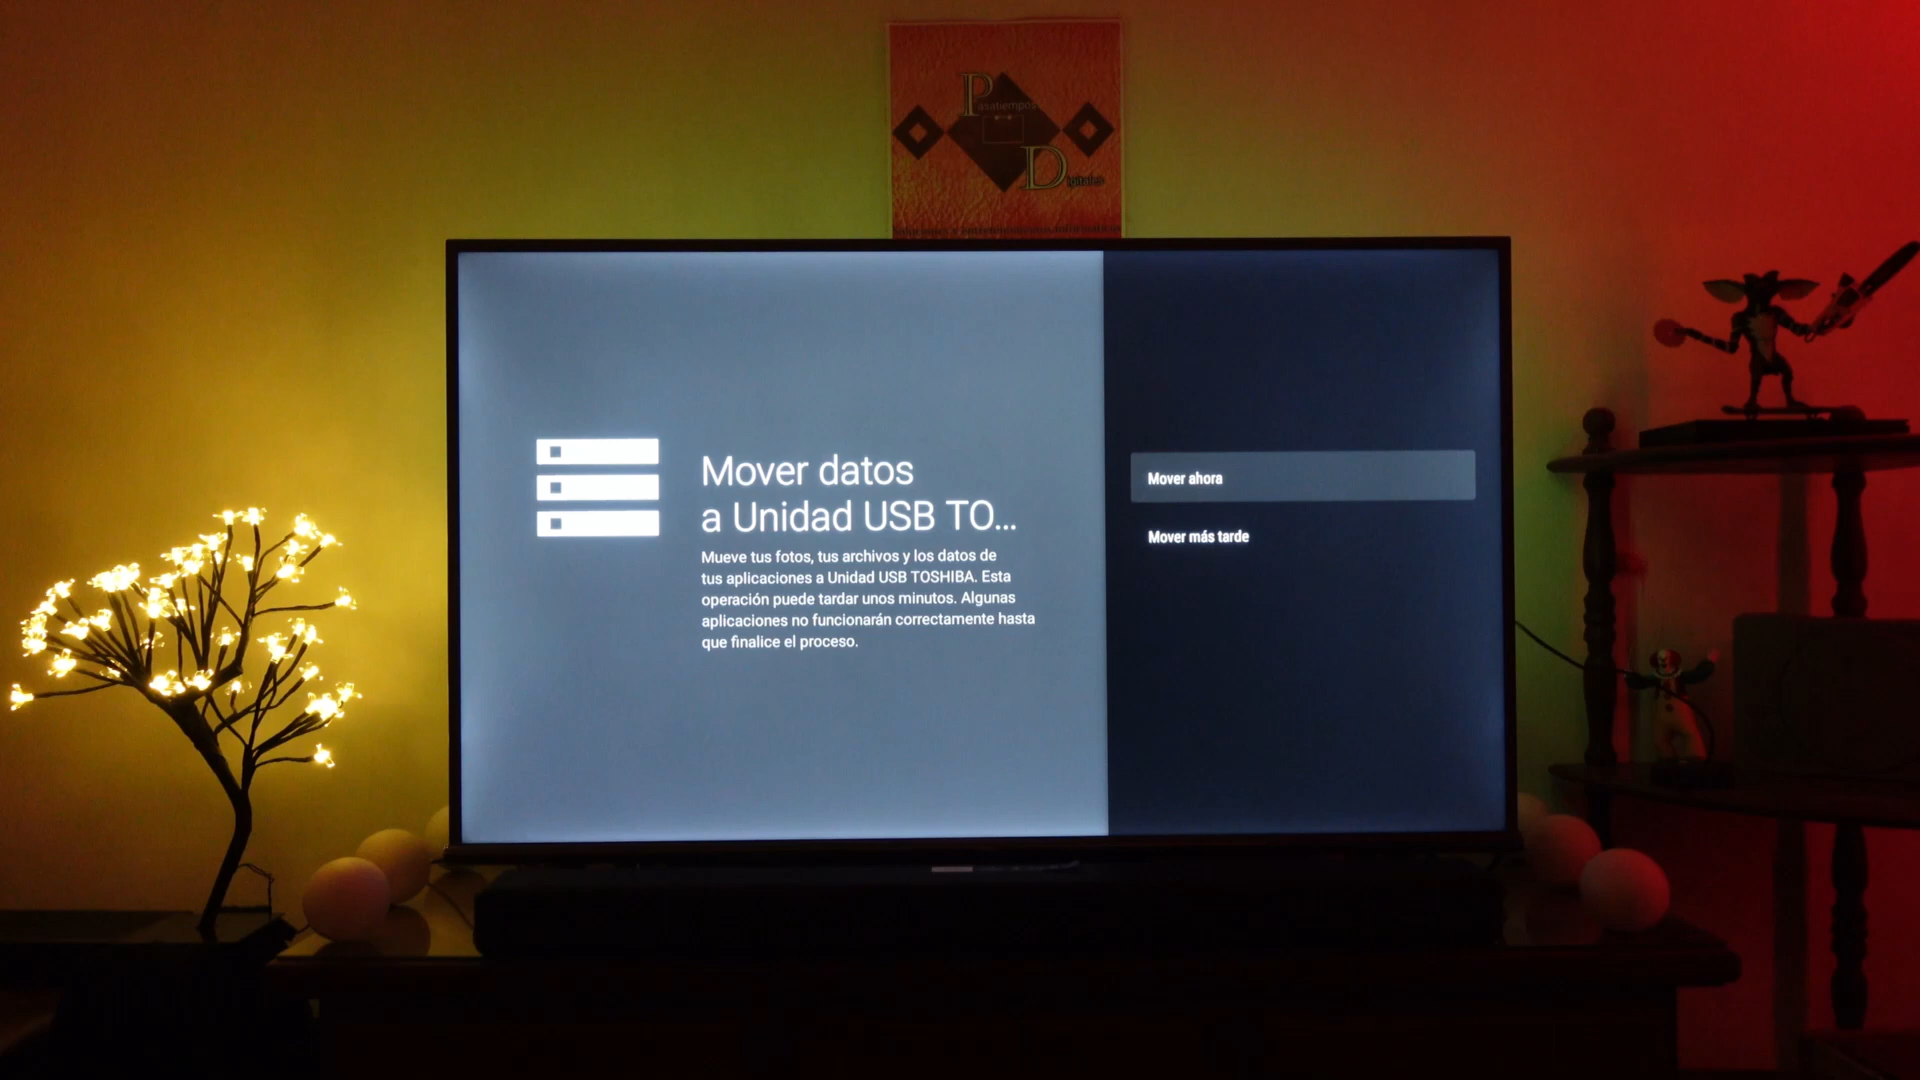 Pasatiempos
Digitales
Mover datos
a Unidad USB TO...
Mueve tus fotos, tus archivos y los datos de
tus aplicaciones a Unidad USB TOSHIBA. Esta
operación puede tardar unos minutos. Algunas
aplicaciones no funcionarán correctamente hasta
que finalice el proceso.
Mover ahora
Mover más tarde